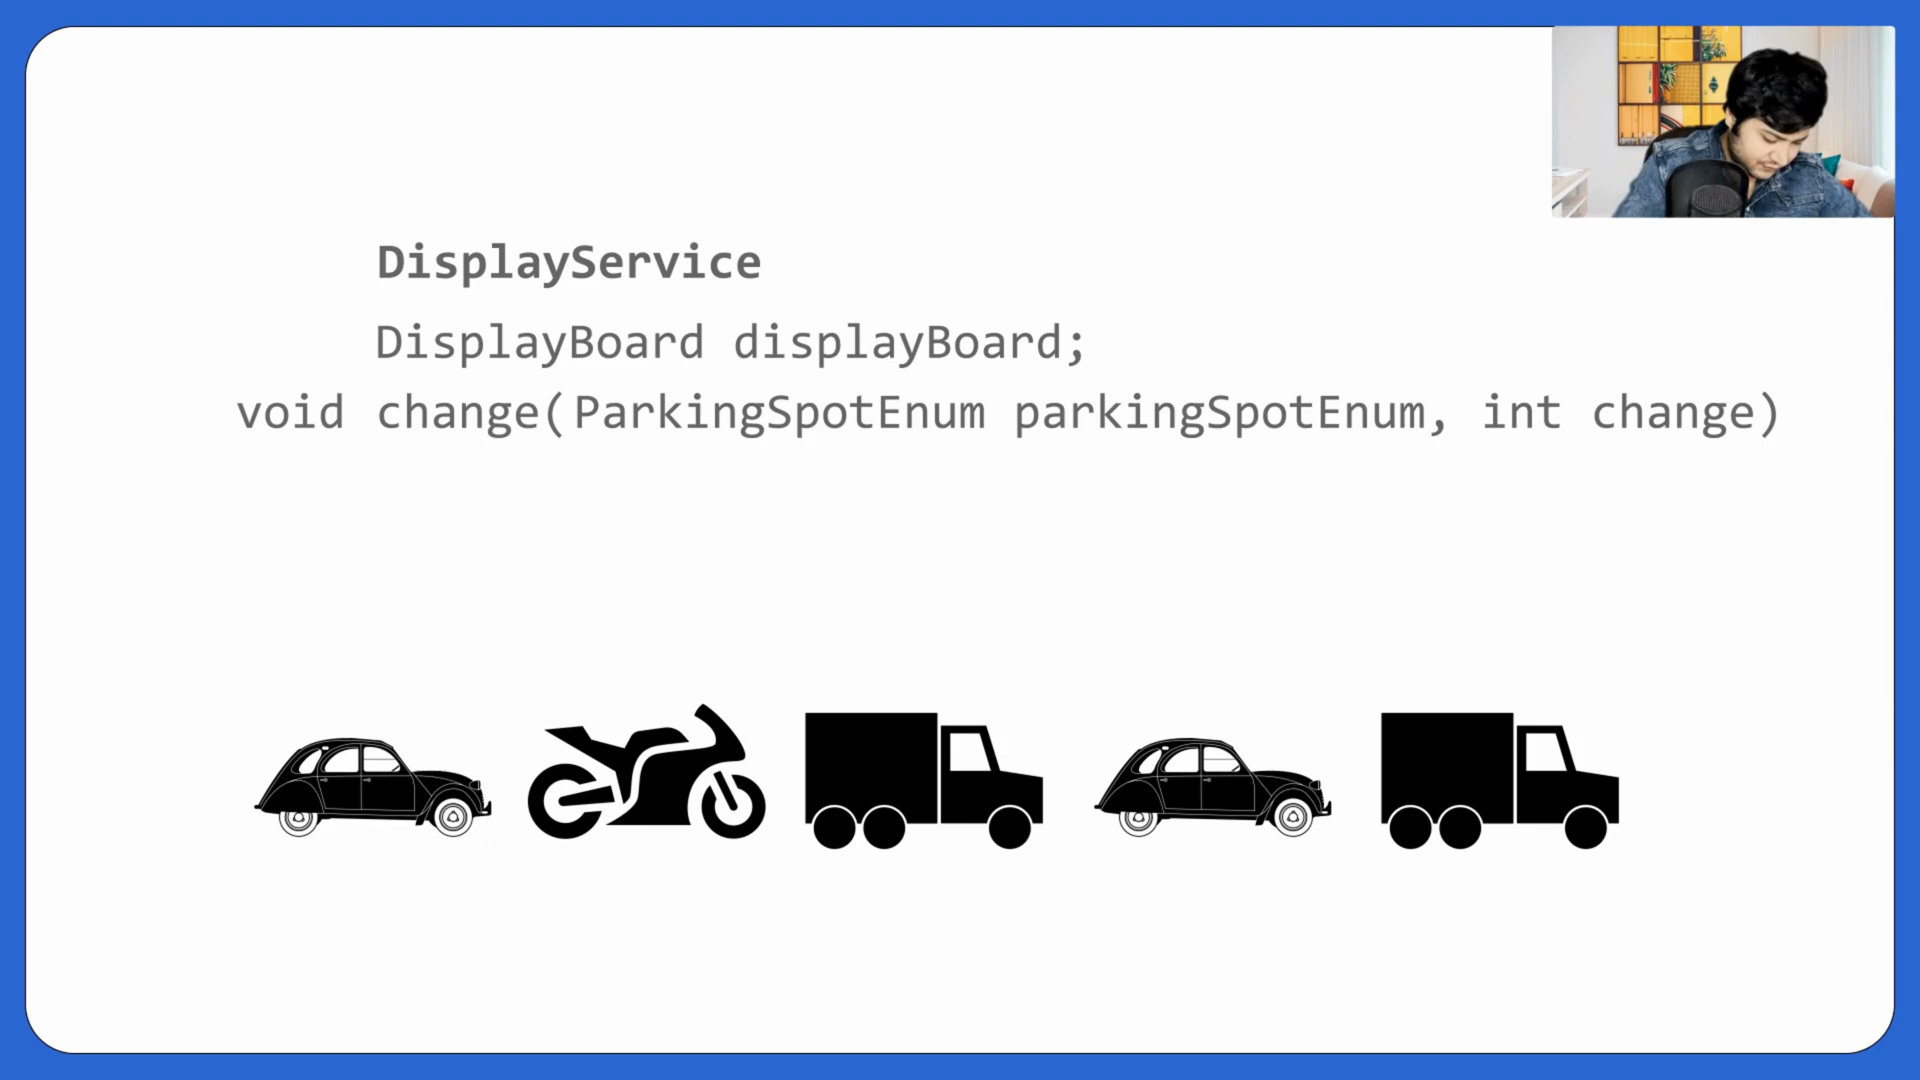 DisplayService
DisplayBoard displayBoard;
void change(ParkingSpotEnum parkingSpotEnum, int change)